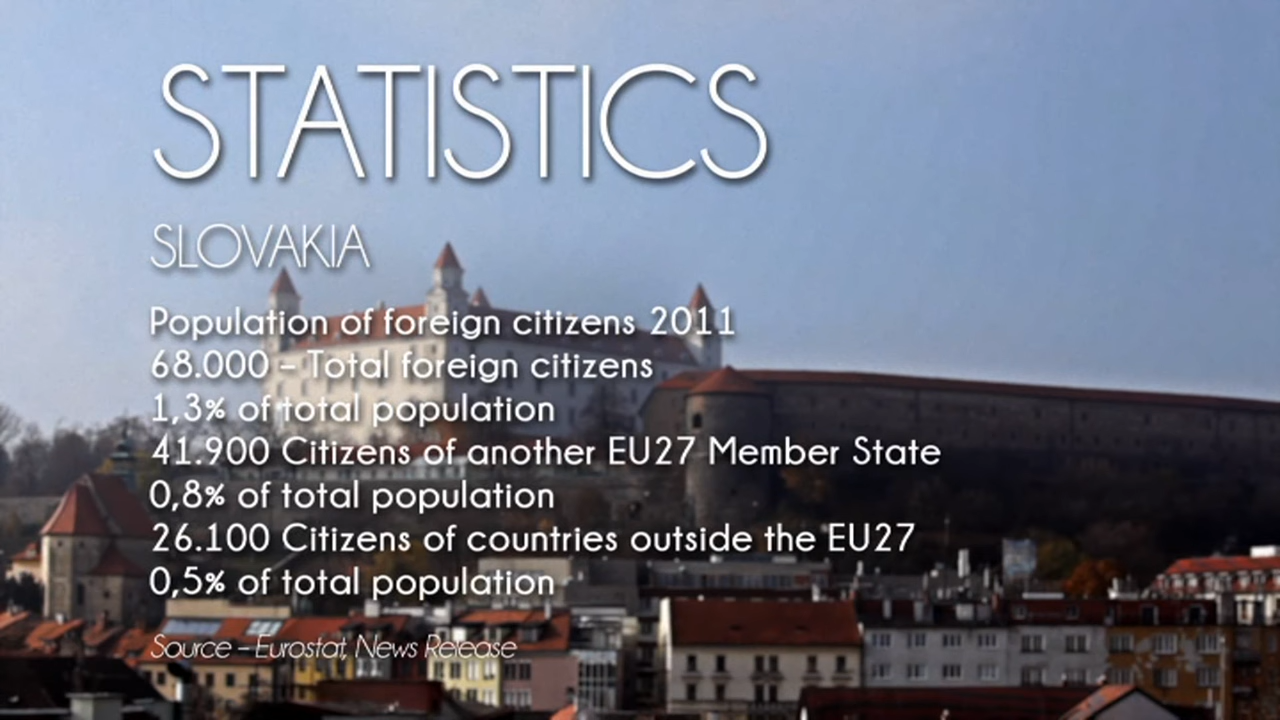 STATISTICS
SLOVAKIA
Population of foreign citizens 2011
68.000 – Total foreign citizens
1,3% of total population
41.900 Citizens of another EU27 Member State
0,8% of total population
26.100 Citizens of countries outside the EU27
0,5% of total population
Source – Eurostat, News Release